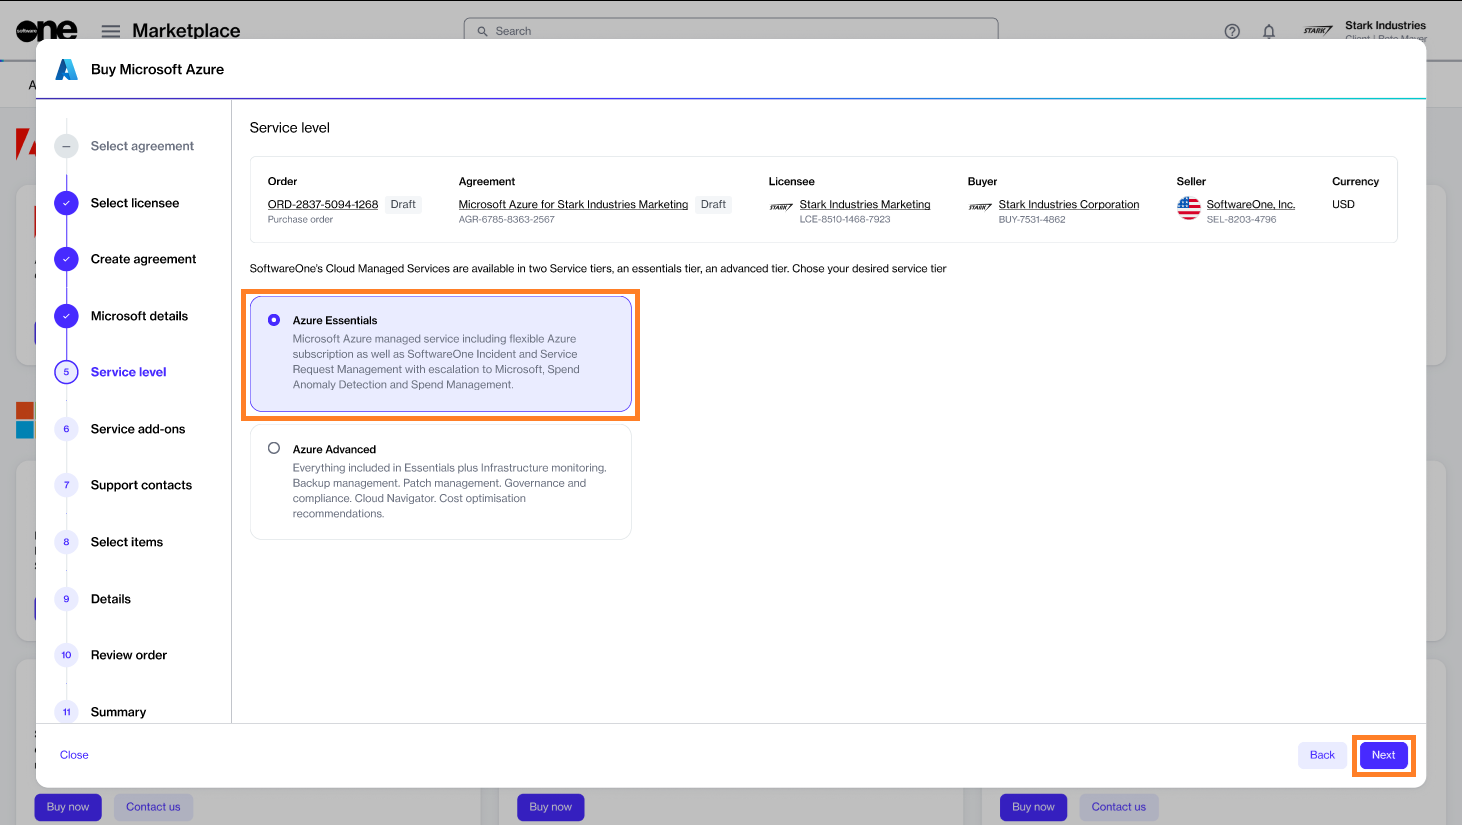 software one
Marketplace
Search
STARK
Stark Industries
Buy Microsoft Azure
Select agreement
Select licensee
Create agreement
Microsoft details
5 Service level
6 Service add-ons
7 Support contacts
8 Select items
9 Details
10 Review order
11 Summary
Service level
Order Agreement Licensee Buyer Seller Currency
ORD-2837-5094-1268 Draft Microsoft Azure for Stark Industries Marketing Draft STARK Stark Industries Marketing STARK Stark Industries Corporation SoftwareOne, Inc. USD
Purchase order AGR-6785-8363-2567 LCE-8510-1468-7923 BUY-7531-4862 SEL-8203-4796
SoftwareOne's Cloud Managed Services are available in two Service tiers, an essentials tier, an advanced tier. Chose your desired service tier
Azure Essentials
Microsoft Azure managed service including flexible Azure
subscription as well as SoftwareOne Incident and Service
Request Management with escalation to Microsoft, Spend
Anomaly Detection and Spend Management.
Azure Advanced
Everything included in Essentials plus Infrastructure monitoring.
Backup management. Patch management. Governance and
compliance. Cloud Navigator. Cost optimisation
recommendations.
Close Back Next
Buy now Contact us Buy now Buy now Contact us